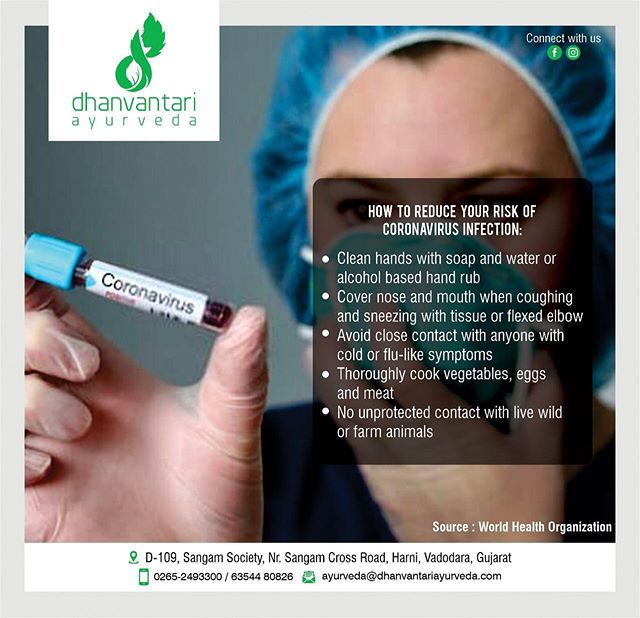 dhanvantari
ayurveda
Connect with us
HOW TO REDUCE YOUR RISK OF
CORONAVIRUS INFECTION:
• Clean hands with soap and water or
alcohol based hand rub
• Cover nose and mouth when coughing
and sneezing with tissue or flexed elbow
• Avoid close contact with anyone with
cold or flu-like symptoms
• Thoroughly cook vegetables, eggs
and meat
• No unprotected contact with live wild
or farm animals
Coronavirus
Source : World Health Organization
D-109, Sangam Society, Nr. Sangam Cross Road, Harni, Vadodara, Gujarat
0265-2493300 / 63544 80826 ayurveda@dhanvantariayurveda.com